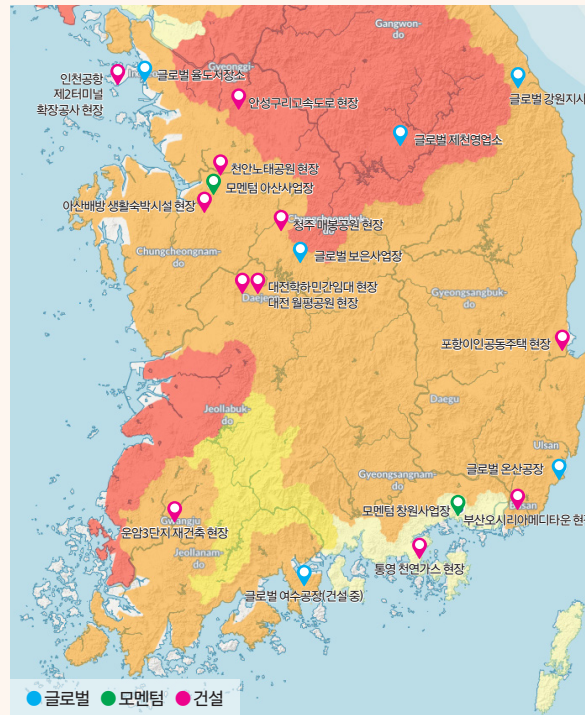 Gangwon-
do
Gyeonggi-
인천공항
제2터미널
확장공사 현장
글로벌 율도저장소
안성구리고속도로 현장
글로벌 강원지사
글로벌 제천영업소
천안노태공원 현장
모멘텀 아산사업장
아산배방 생활숙박시설 현장
청주 매봉공원 현장
Chungcheongnam-
do
글로벌 보은사업장
대전학하민간임대 현장
대전 월평공원 현장
Gyeongsangbuk-
do
포항이인공동주택 현장
Jeollabuk-
do
Daegu
Ulsan
글로벌 온산공장
Gyeongsangnam-
do
모멘텀 창원사업장
부산오시리아메디타운 현
Gwangju
운암3단지 재건축 현장
Jeollanam-
do
통영 천연가스 현장
글로벌 여수공장(건설 중)
글로벌
모멘텀
건설